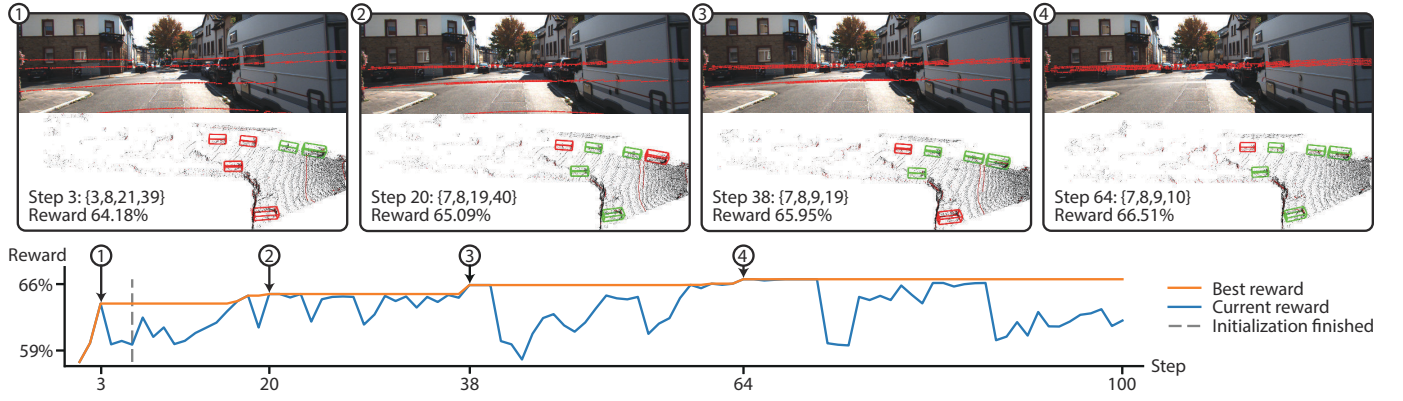 1
2
3
4
Step 3: {3,8,21,39}
Reward 64.18%
Step 20: {7,8,19,40}
Reward 65.09%
Step 38: {7,8,9,19}
Reward 65.95%
Step 64: {7,8,9,10}
Reward 66.51%
Reward
1
2
3
4
66%
59%
Best reward
Current reward
Initialization finished
Step
3
20
38
64
100